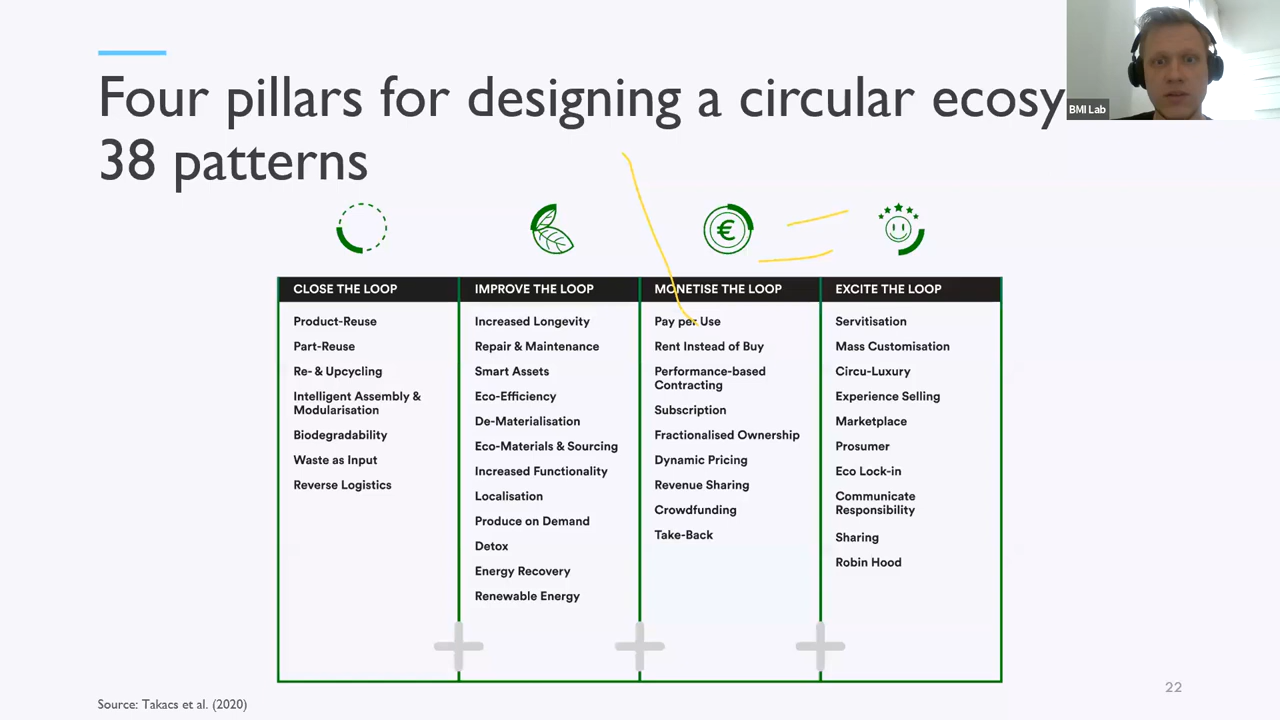 Four pillars for designing a circular ecosy
38 patterns
BMI Lab
€
CLOSE THE LOOP
Product-Reuse
Part-Reuse
Re- & Upcycling
Intelligent Assembly &
Modularisation
Biodegradability
Waste as Input
Reverse Logistics
IMPROVE THE LOOP
Increased Longevity
Repair & Maintenance
Smart Assets
Eco-Efficiency
De-Materialisation
Eco-Materials & Sourcing
Increased Functionality
Localisation
Produce on Demand
Detox
Energy Recovery
Renewable Energy
MONETISE THE LOOP
Pay per Use
Rent Instead of Buy
Performance-based
Contracting
Subscription
Fractionalised Ownership
Dynamic Pricing
Revenue Sharing
Crowdfunding
Take-Back
EXCITE THE LOOP
Servitisation
Mass Customisation
Circu-Luxury
Experience Selling
Marketplace
Prosumer
Eco Lock-in
Communicate
Responsibility
Sharing
Robin Hood
Source: Takacs et al. (2020)
22